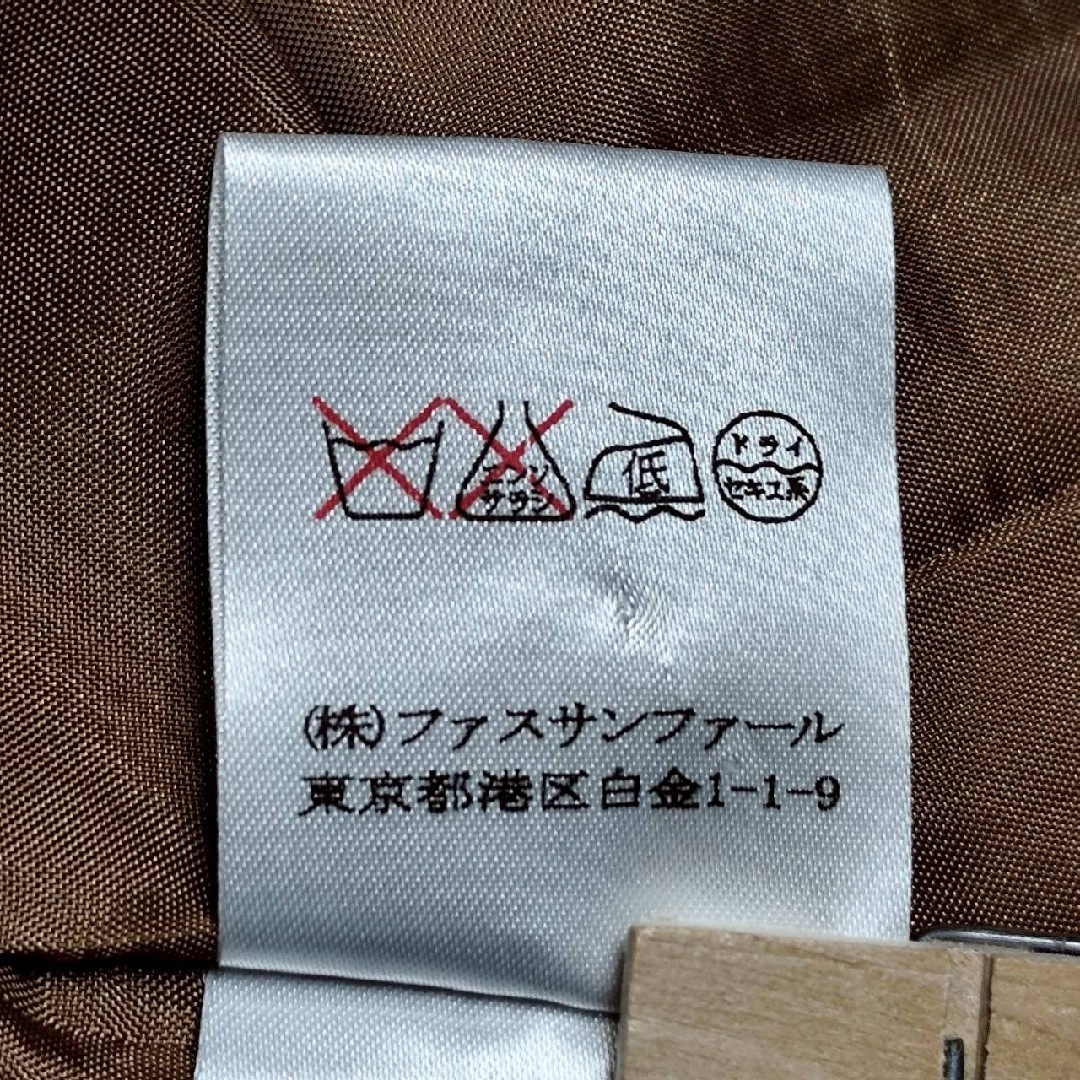 エンソ
サラシ
低
ドライ
セキユ系
(株)ファスサンファール
東京都港区白金1-1-9